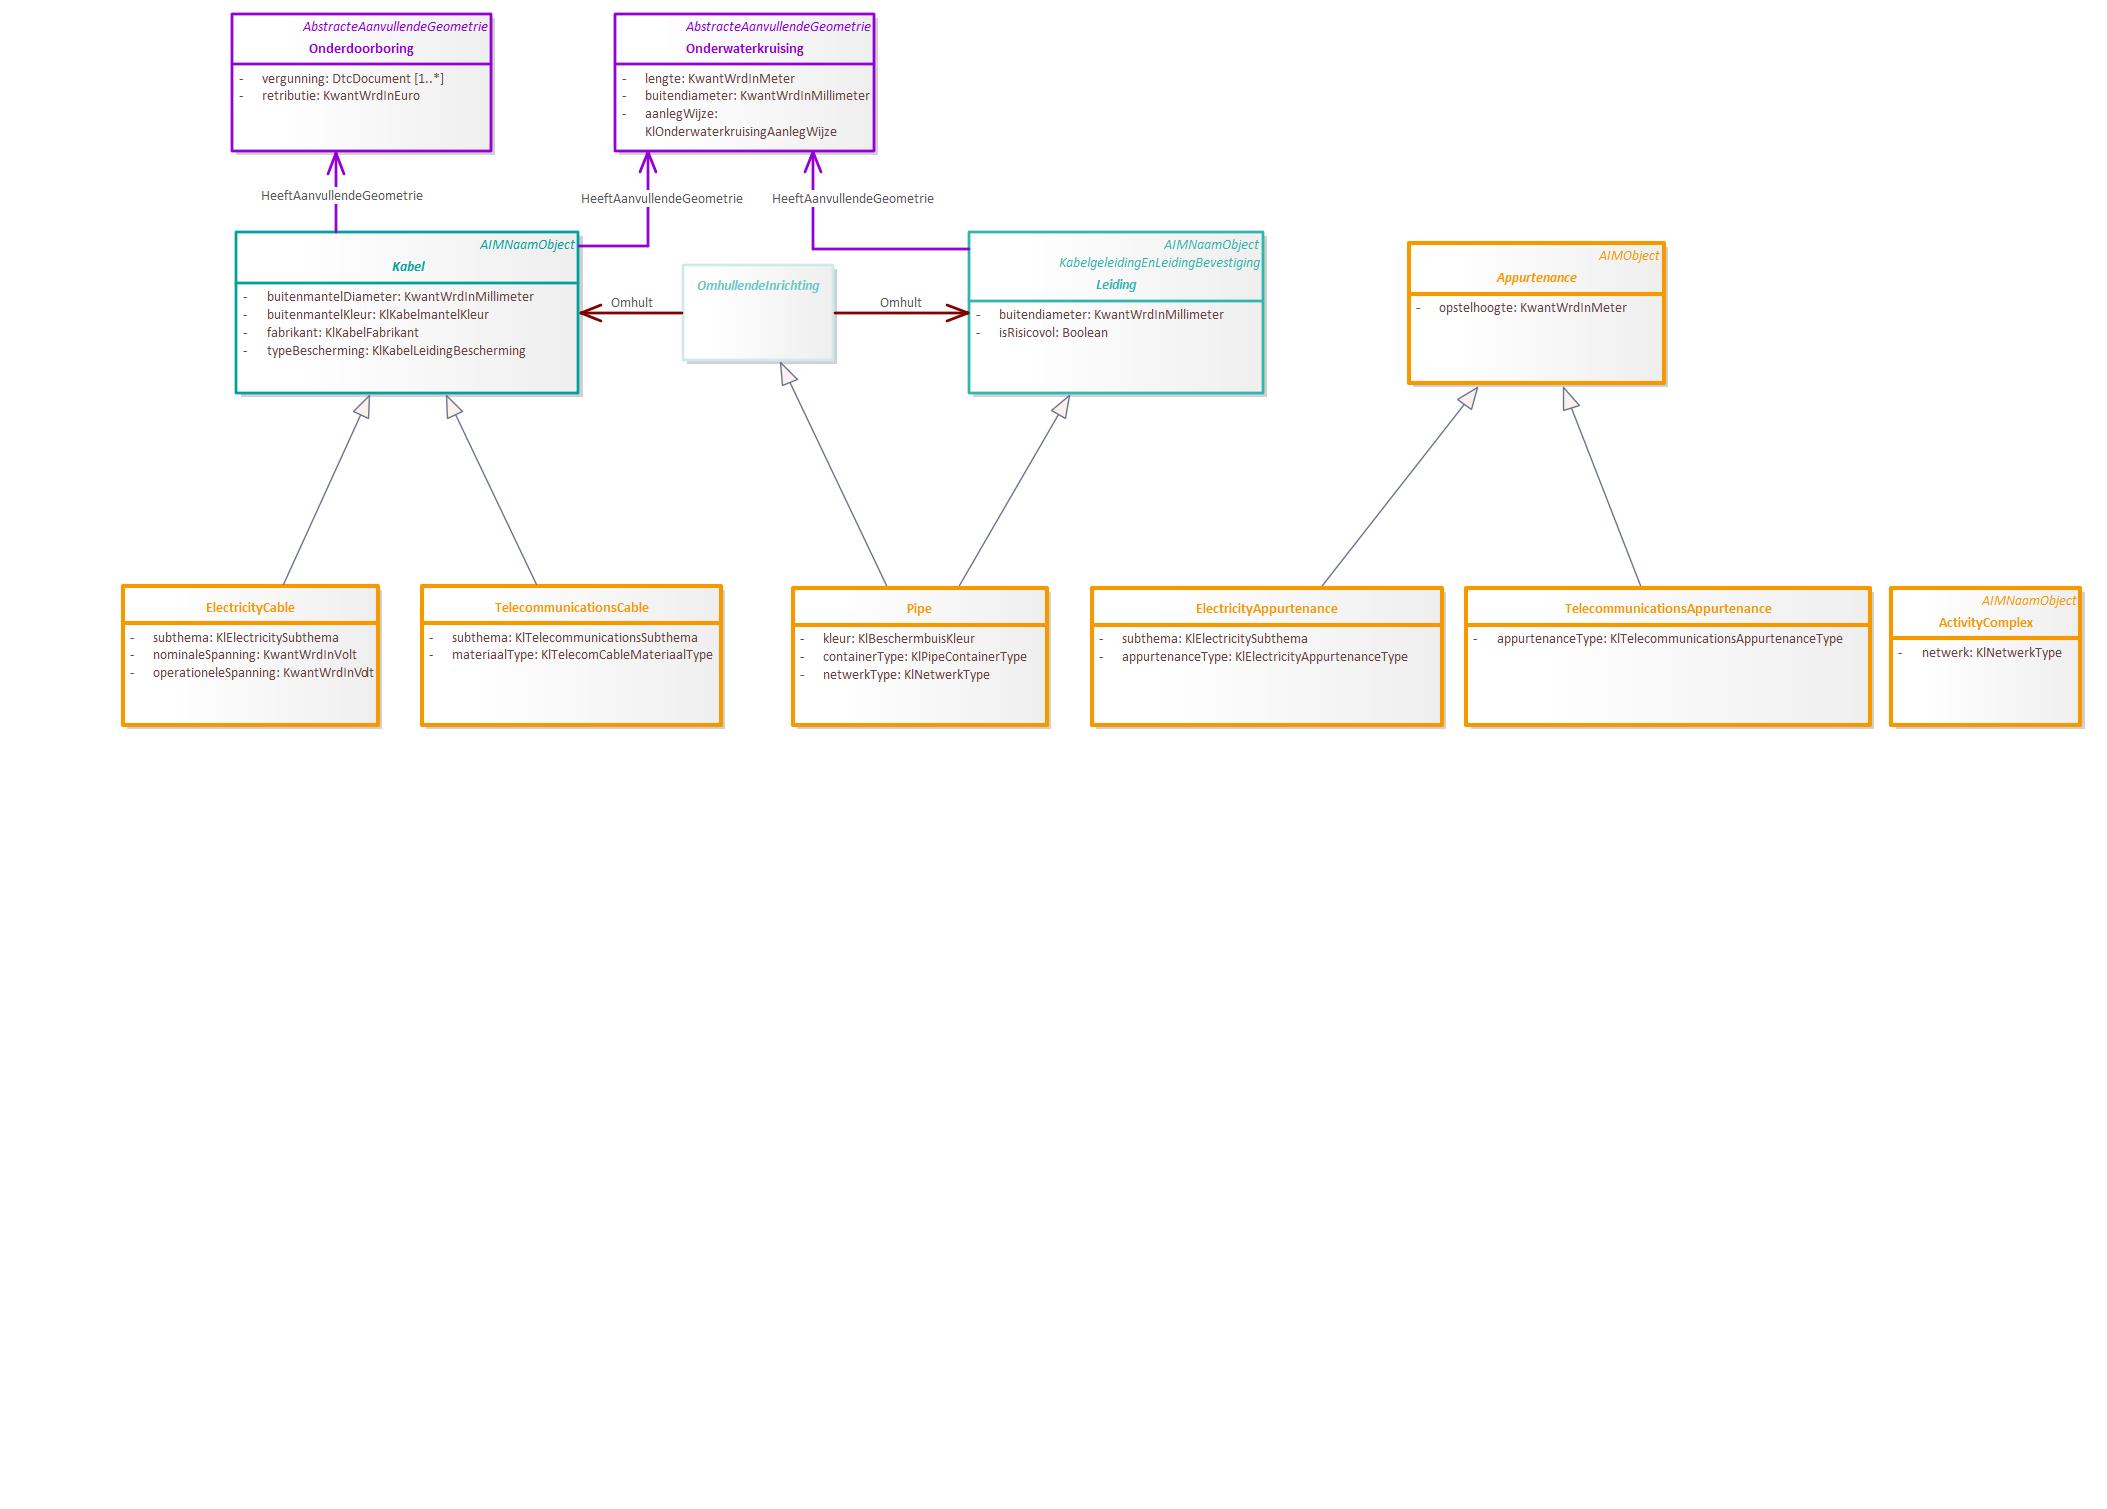 AbstracteAanvullendeGeometrie
Onderdoorboring
- vergunning: DtcDocument [1..*]
- retributie: KwantWrdInEuro
AbstracteAanvullendeGeometrie
Onderwaterkruising
- lengte: KwantWrdInMeter
- buitendiameter: KwantWrdInMillimeter
- aanlegWijze:
KlOnderwaterkruisingAanlegWijze
HeeftAanvullendeGeometrie
HeeftAanvullendeGeometrie
HeeftAanvullendeGeometrie
AIMNaamObject
Kabel
- buitenmantelDiameter: KwantWrdInMillimeter
- buitenmantelKleur: KlKabelmantelKleur
- fabrikant: KlKabelFabrikant
- typeBescherming: KlKabelLeidingBescherming
Omhult
OmhullendeInrichting
Omhult
AIMNaamObject
KabelgeleidingEnLeidingBevestiging
Leiding
- buitendiameter: KwantWrdInMillimeter
- isRisicovol: Boolean
AIMObject
Appurtenance
- opstelhoogte: KwantWrdInMeter
ElectricityCable
- subthema: KlElectricitySubthema
- nominaleSpanning: KwantWrdInVolt
- operationeleSpanning: KwantWrdInVolt
TelecommunicationsCable
- subthema: KlTelecommunicationsSubthema
- materiaalType: KlTelecomCableMateriaalType
Pipe
- kleur: KlBeschermbuisKleur
- containerType: KlPipeContainerType
- netwerkType: KlNetwerkType
ElectricityAppurtenance
- subthema: KlElectricitySubthema
- appurtenanceType: KlElectricityAppurtenanceType
TelecommunicationsAppurtenance
- appurtenanceType: KlTelecommunicationsAppurtenanceType
AIMNaamObject
ActivityComplex
- netwerk: KlNetwerkType